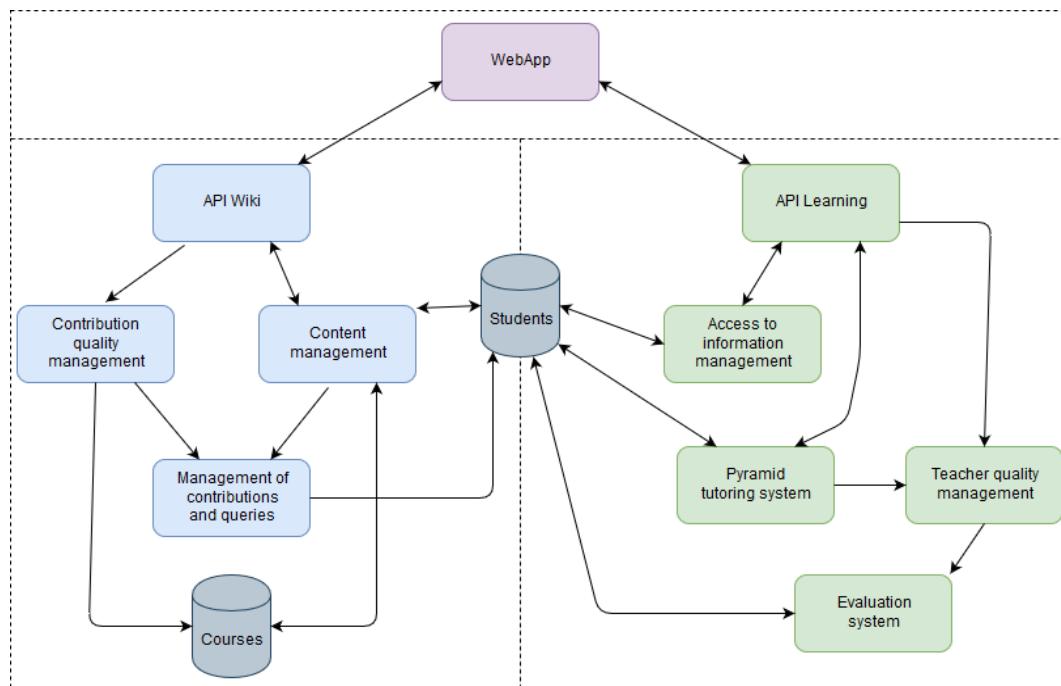 WebApp
API Wiki
API Learning
Contribution
quality
management
Content
management
Students
Access to
information
management
Management of
contributions
and queries
Pyramid
tutoring system
Teacher quality
management
Courses
Evaluation
system